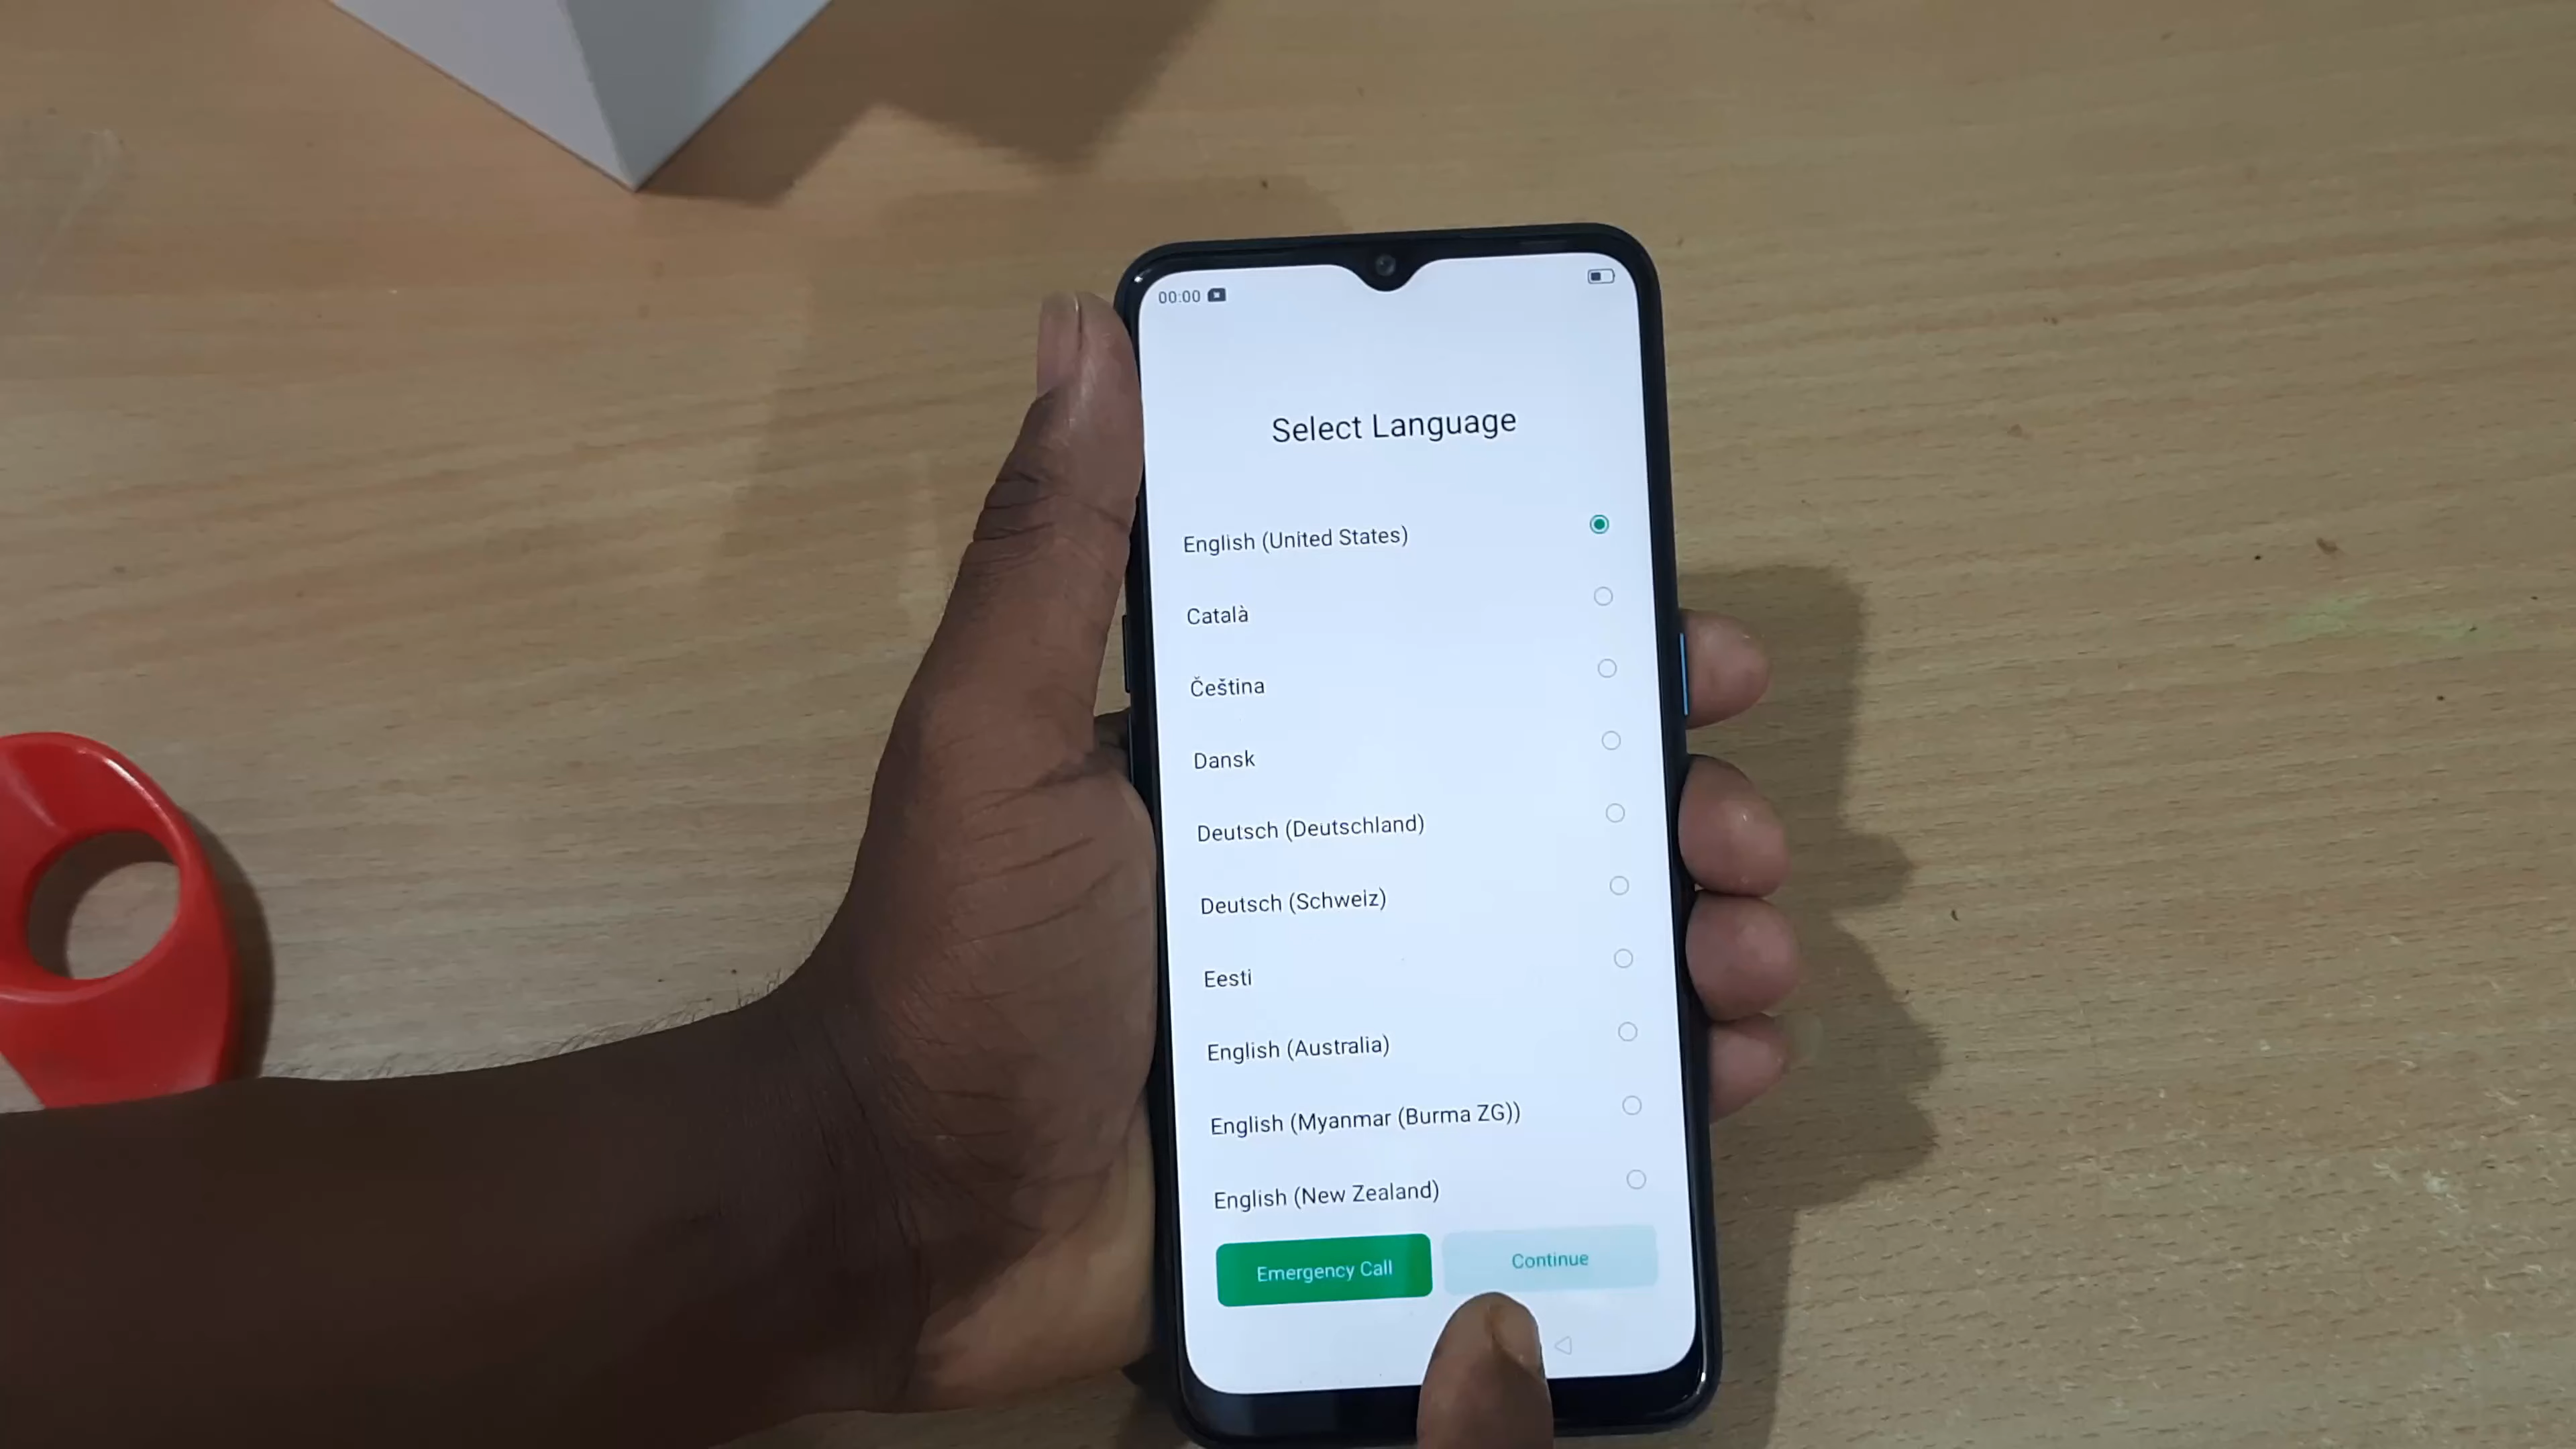 00:00
Select Language
English (United States)
Català
Čeština
Dansk
Deutsch (Deutschland)
Deutsch (Schweiz)
Eesti
English (Australia)
English (Myanmar (Burma ZG))
English (New Zealand)
Emergency Call
Continue